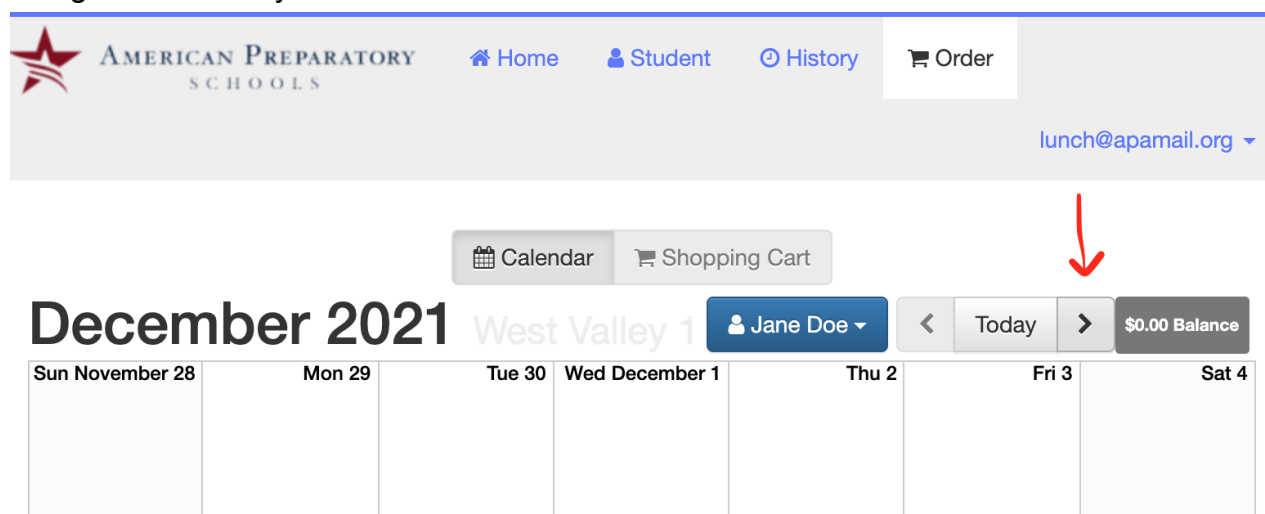 AMERICAN PREPARATORY
SCHOOLS
Home
Student
History
Order
lunch@apamail.org
Calendar
Shopping Cart
December 2021 West Valley 1
Jane Doe
Today
$0.00 Balance
Sun November 28
Mon 29
Tue 30
Wed December 1
Thu 2
Fri 3
Sat 4